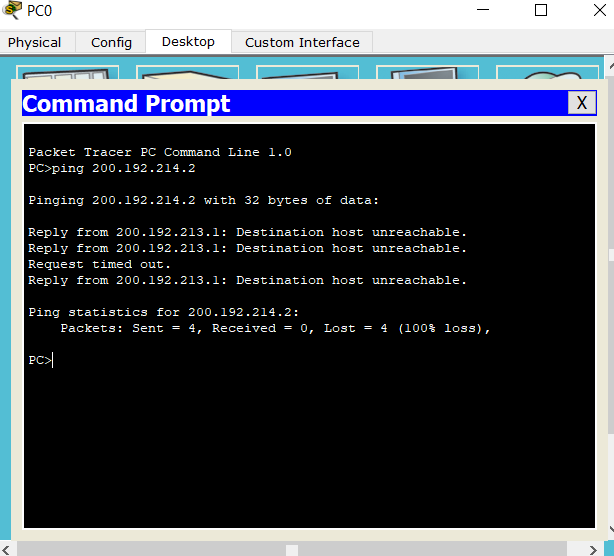 PC0
Physical Config Desktop Custom Interface
Command Prompt X
Packet Tracer PC Command Line 1.0
PC>ping 200.192.214.2
Pinging 200.192.214.2 with 32 bytes of data:
Reply from 200.192.213.1: Destination host unreachable.
Reply from 200.192.213.1: Destination host unreachable.
Request timed out.
Reply from 200.192.213.1: Destination host unreachable.
Ping statistics for 200.192.214.2:
    Packets: Sent = 4, Received = 0, Lost = 4 (100% loss),
PC>